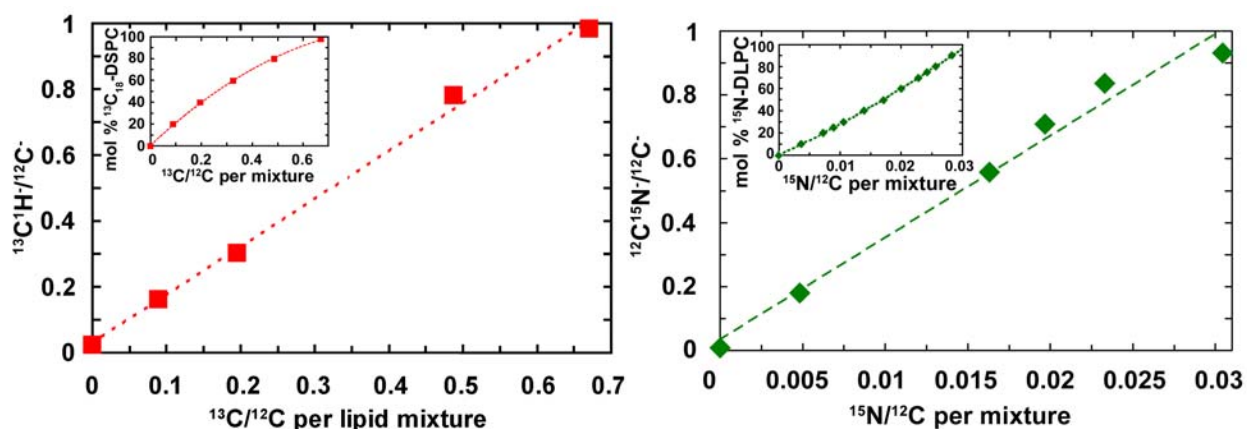 1
0.8
0.6
0.4
0.2
0
¹³C¹H⁻/¹²C⁻
0 0.1 0.2 0.3 0.4 0.5 0.6 0.7
¹³C/¹²C per lipid mixture
100
80
60
40
20
0
mol % ¹³C₁₈-DSPC
0 0.2 0.4 0.6
¹³C/¹²C per mixture
1
0.8
0.6
0.4
0.2
0
¹²C¹⁵N⁻/¹²C⁻
0 0.005 0.01 0.015 0.02 0.025 0.03
¹⁵N/¹²C per mixture
100
80
60
40
20
0
mol % ¹⁵N-DLPC
0 0.01 0.02 0.03
¹⁵N/¹²C per mixture